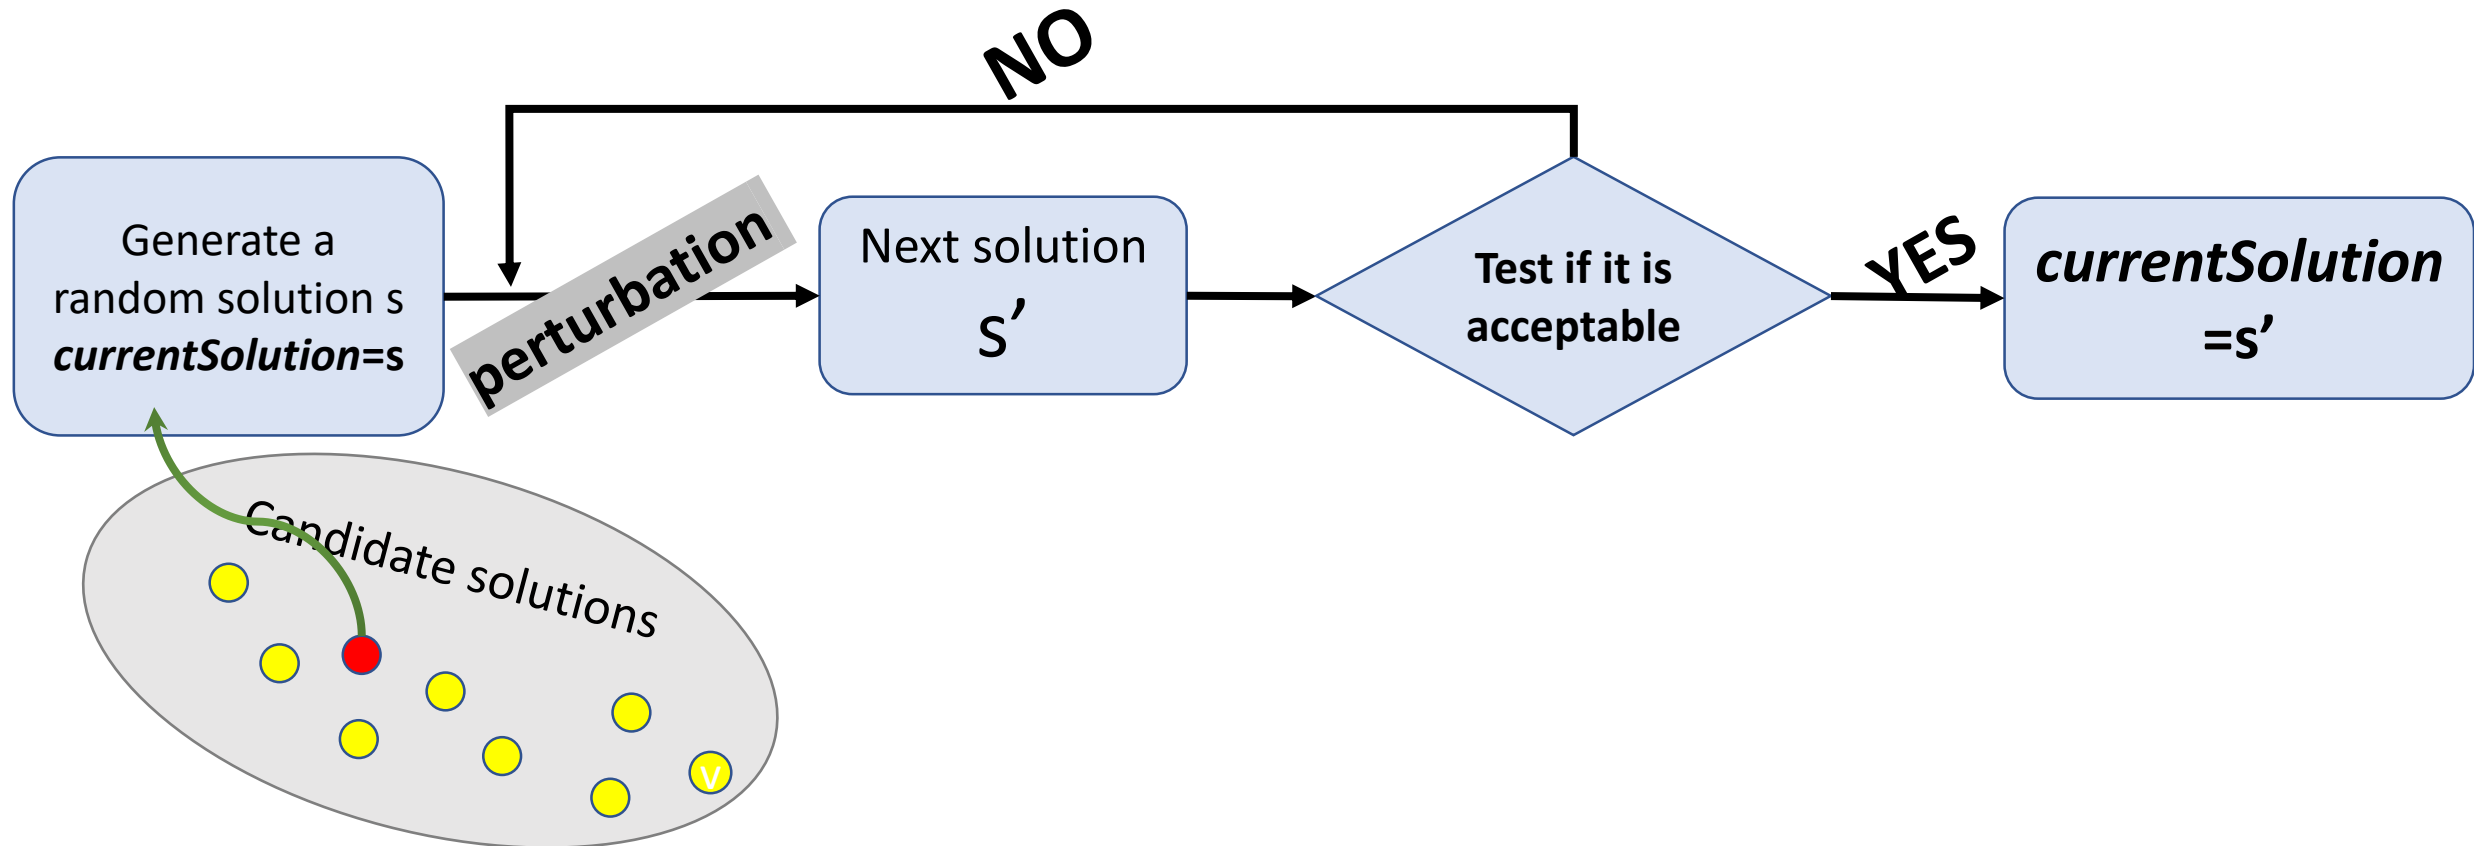 NO
Generate a
random solution s
currentSolution=s
perturbation
Next solution
s’
Test if it is
acceptable
YES
currentSolution
=s’
Candidate solutions
v